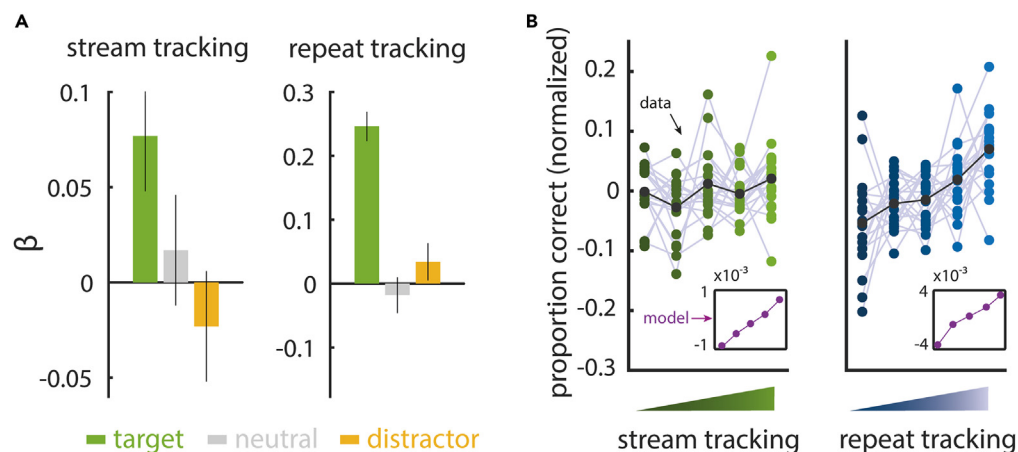 A
stream tracking
repeat tracking
β
0.1
0.05
0
-0.05
0.3
0.2
0.1
0
-0.1
target
neutral
distractor
B
proportion correct (normalized)
0.2
0.1
0
-0.1
-0.2
-0.3
data
model
x10-3
1
-1
x10-3
4
-4
stream tracking
repeat tracking